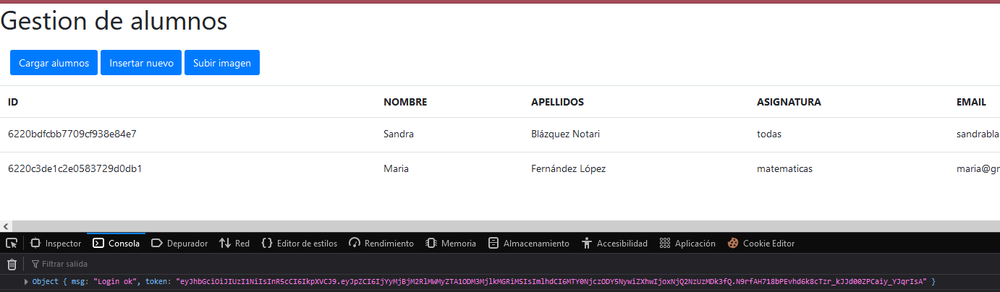 Gestion de alumnos
Cargar alumnos Insertar nuevo Subir imagen
ID NOMBRE APELLIDOS ASIGNATURA EMAIL
6220bdfcbb7709cf938e84e7 Sandra Blázquez Notari todas sandrabla
6220c3de1c2e0583729d0db1 Maria Fernández López matematicas maria@gr
Inspector Consola Depurador Red Editor de estilos Rendimiento Memoria Almacenamiento Accesibilidad Aplicación Cookie Editor
Filtrar salida
Object { msg: "Login ok", token: "eyJhbGciOiJIUzI1NiIsInR5cCI6IkpXVCJ9.eyJpZCI6IjYyMjBjM2RlMWMyZTA1ODM3MjlkMGRiMSIsImlhdCI6MTY0NjczODY5NywiZXhwIjoxNjQ2NzUzMDk3fQ.N9rfAH718bPEvhd6k8cTzr_kJJd00ZPCaiy_YJqrIsA" }